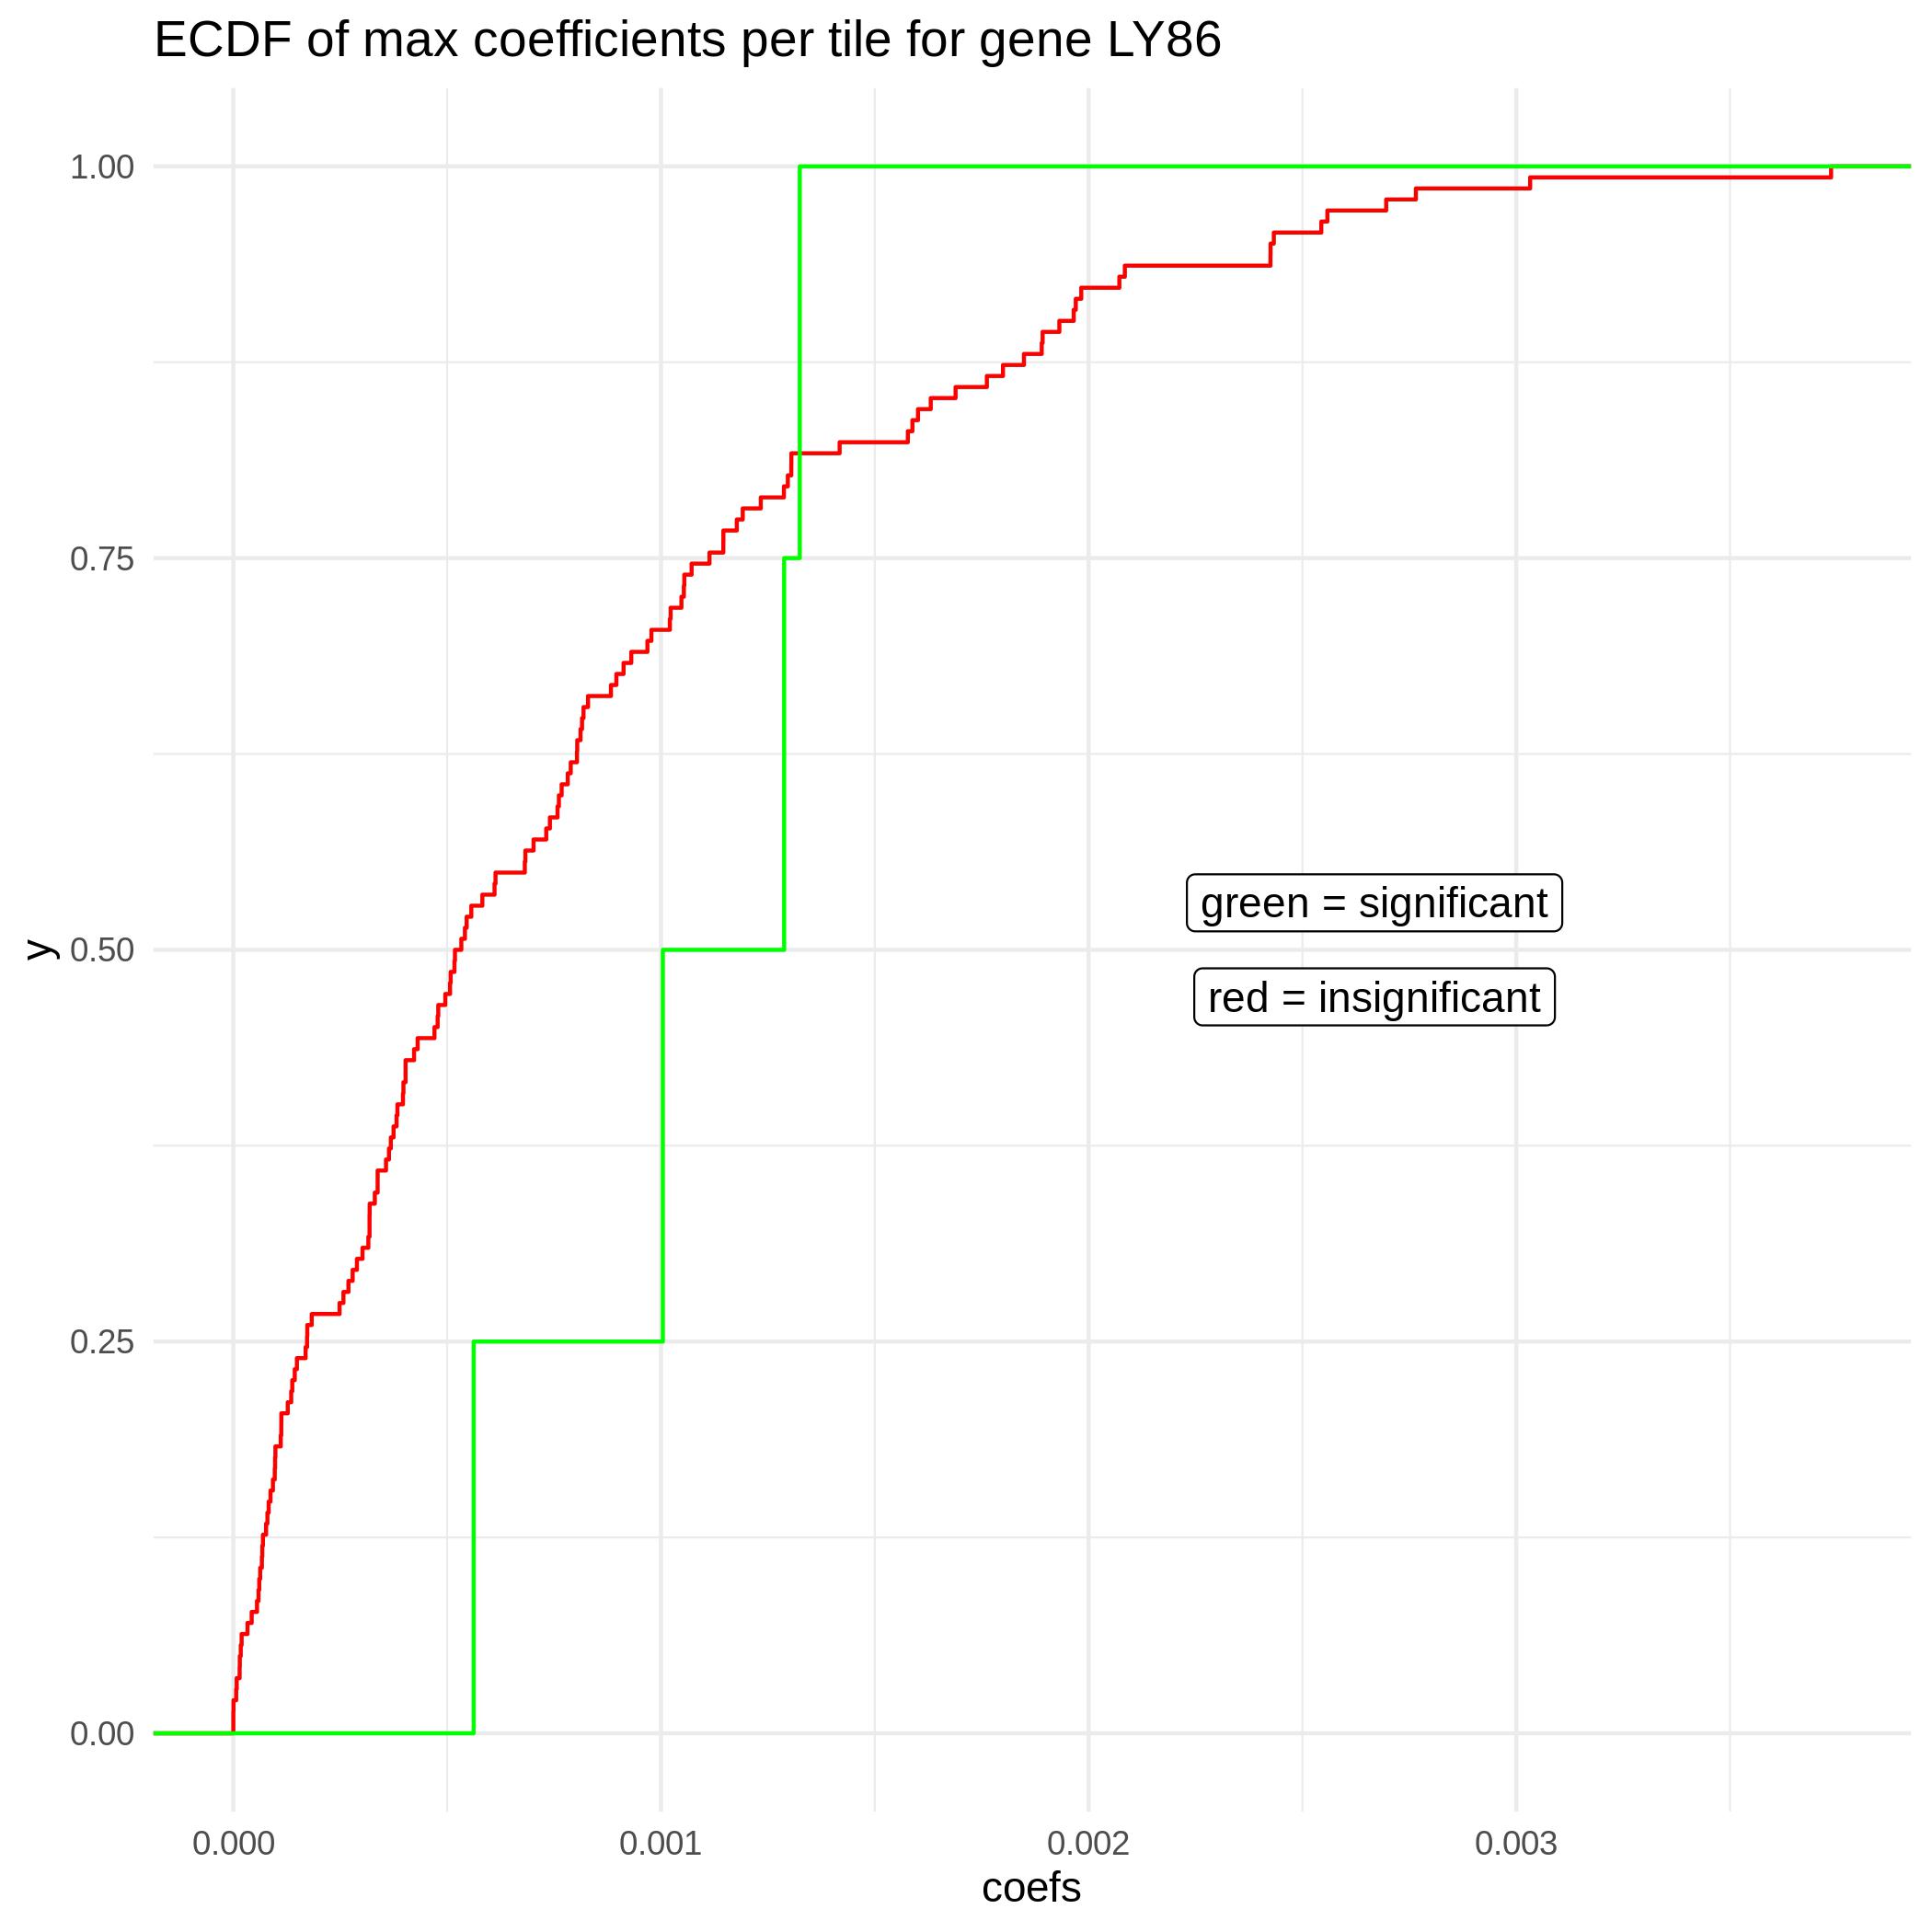 ECDF of max coefficients per tile for gene LY86
1.00
0.75
0.50
0.25
0.00
y
green = significant
red = insignificant
0.000 0.001 0.002 0.003
coefs